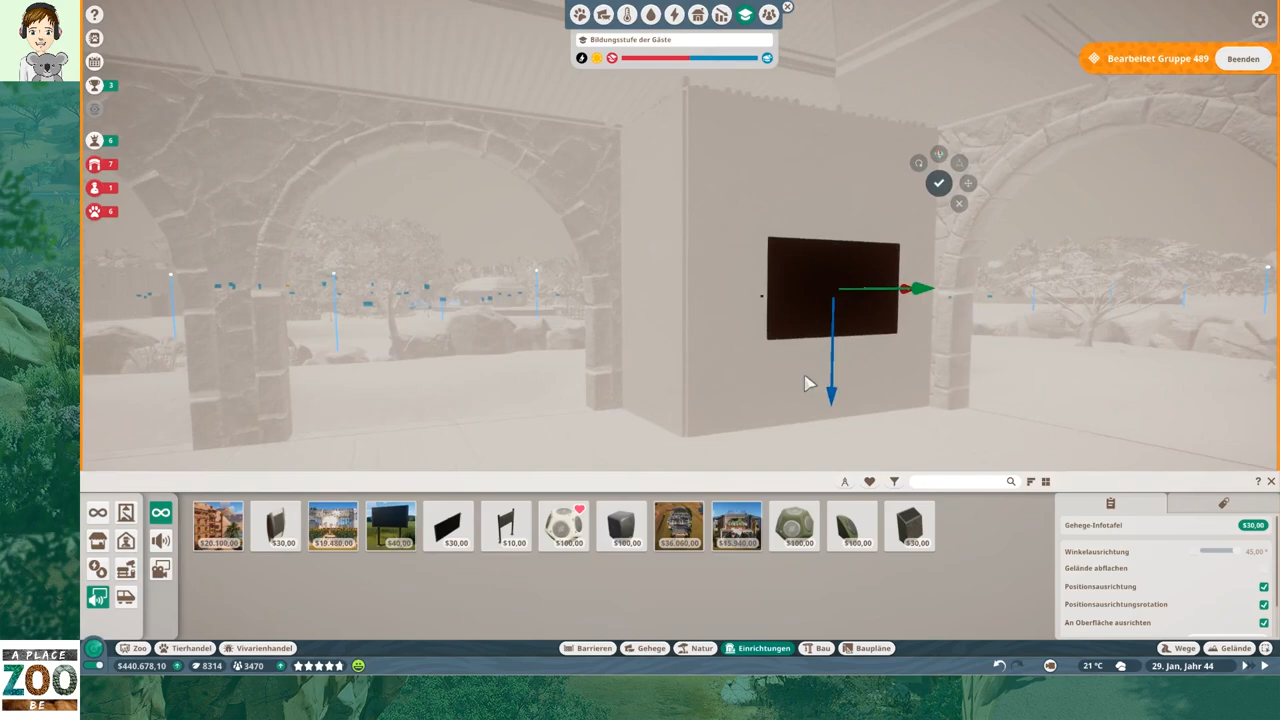 ?
Bildungsstufe der Gäste
Bearbeitet Gruppe 489
Beenden
3
6
7
1
6
? ×
$20.100,00
$30,00
$19.480,00
$40,00
$30,00
$10,00
$100,00
$100,00
$36.060,00
$15.940,00
$100,00
$100,00
$30,00
Gehege-Infotafel $30,00
Winkelausrichtung 45,00 °
Gelände abflachen
Positionsausrichtung
Positionsausrichtungsrotation
An Oberfläche ausrichten
Zoo Tierhandel Vivarienhandel
Barrieren Gehege Natur Einrichtungen Bau Baupläne
Wege Gelände
$440.678,10 8314 3470
21 °C 29. Jan, Jahr 44
A PLACE
ZOO
BE